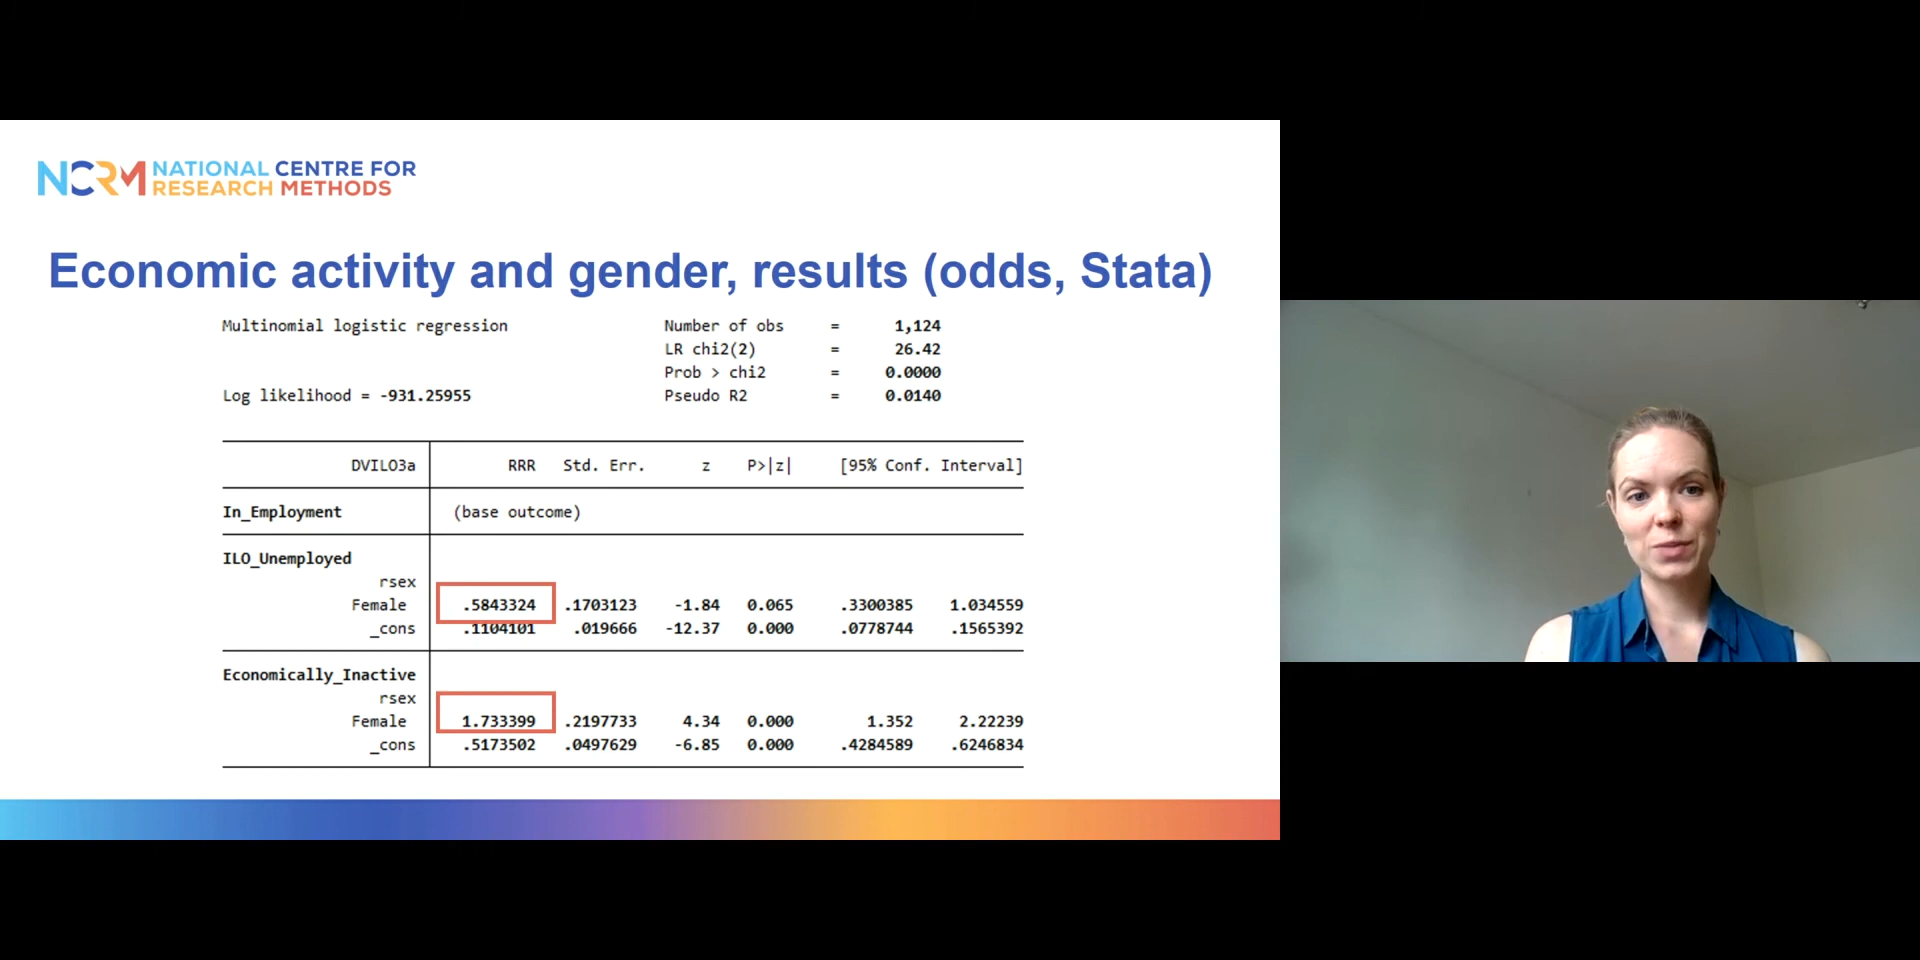 NCRM NATIONAL CENTRE FOR
RESEARCH METHODS
Economic activity and gender, results (odds, Stata)
Multinomial logistic regression Number of obs = 1,124
LR chi2(2) = 26.42
Prob > chi2 = 0.0000
Log likelihood = -931.25955 Pseudo R2 = 0.0140
DVILO3a RRR Std. Err. z P>|z| [95% Conf. Interval]
In_Employment (base outcome)
ILO_Unemployed
rsex
Female .5843324 .1703123 -1.84 0.065 .3300385 1.034559
_cons .1104101 .019666 -12.37 0.000 .0778744 .1565392
Economically_Inactive
rsex
Female 1.733399 .2197733 4.34 0.000 1.352 2.22239
_cons .5173502 .0497629 -6.85 0.000 .4284589 .6246834